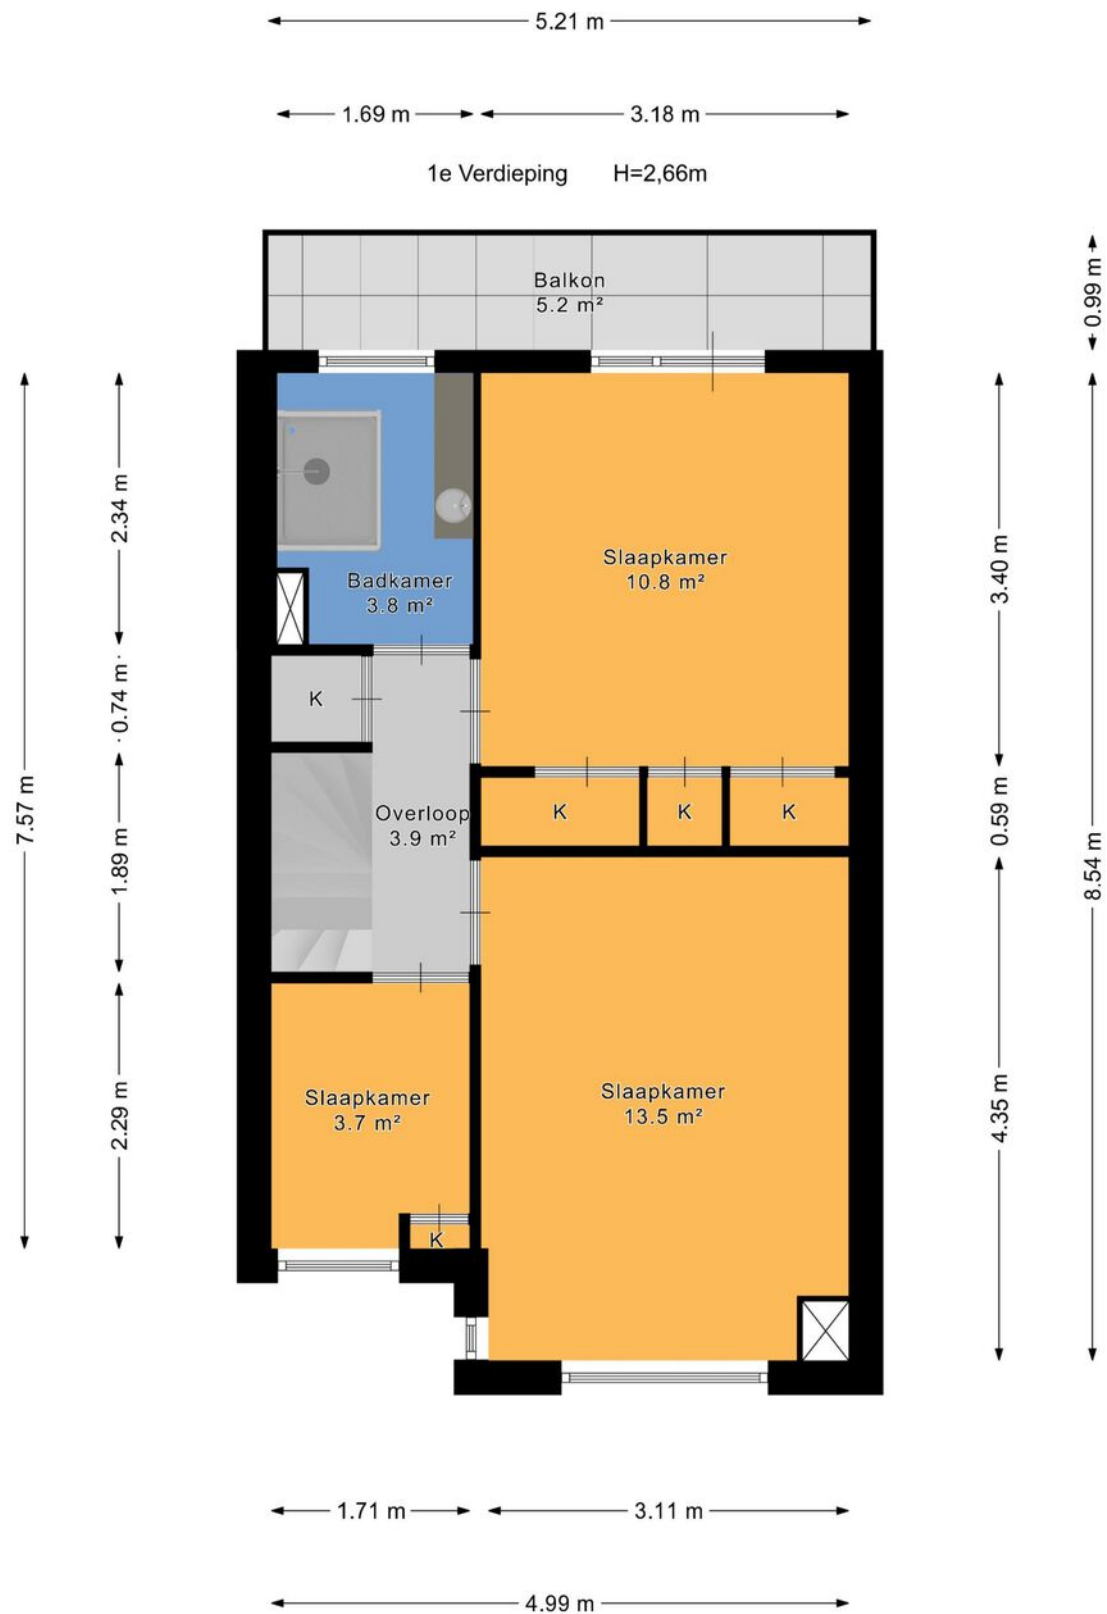 5.21 m
1.69 m
3.18 m
1e Verdieping H=2,66m
Balkon
5.2 m²
0.99 m
2.34 m
Badkamer
3.8 m²
Slaapkamer
10.8 m²
3.40 m
K
0.74 m
7.57 m
1.89 m
Overloop
3.9 m²
K
K
K
0.59 m
8.54 m
2.29 m
Slaapkamer
3.7 m²
K
Slaapkamer
13.5 m²
4.35 m
1.71 m
3.11 m
4.99 m